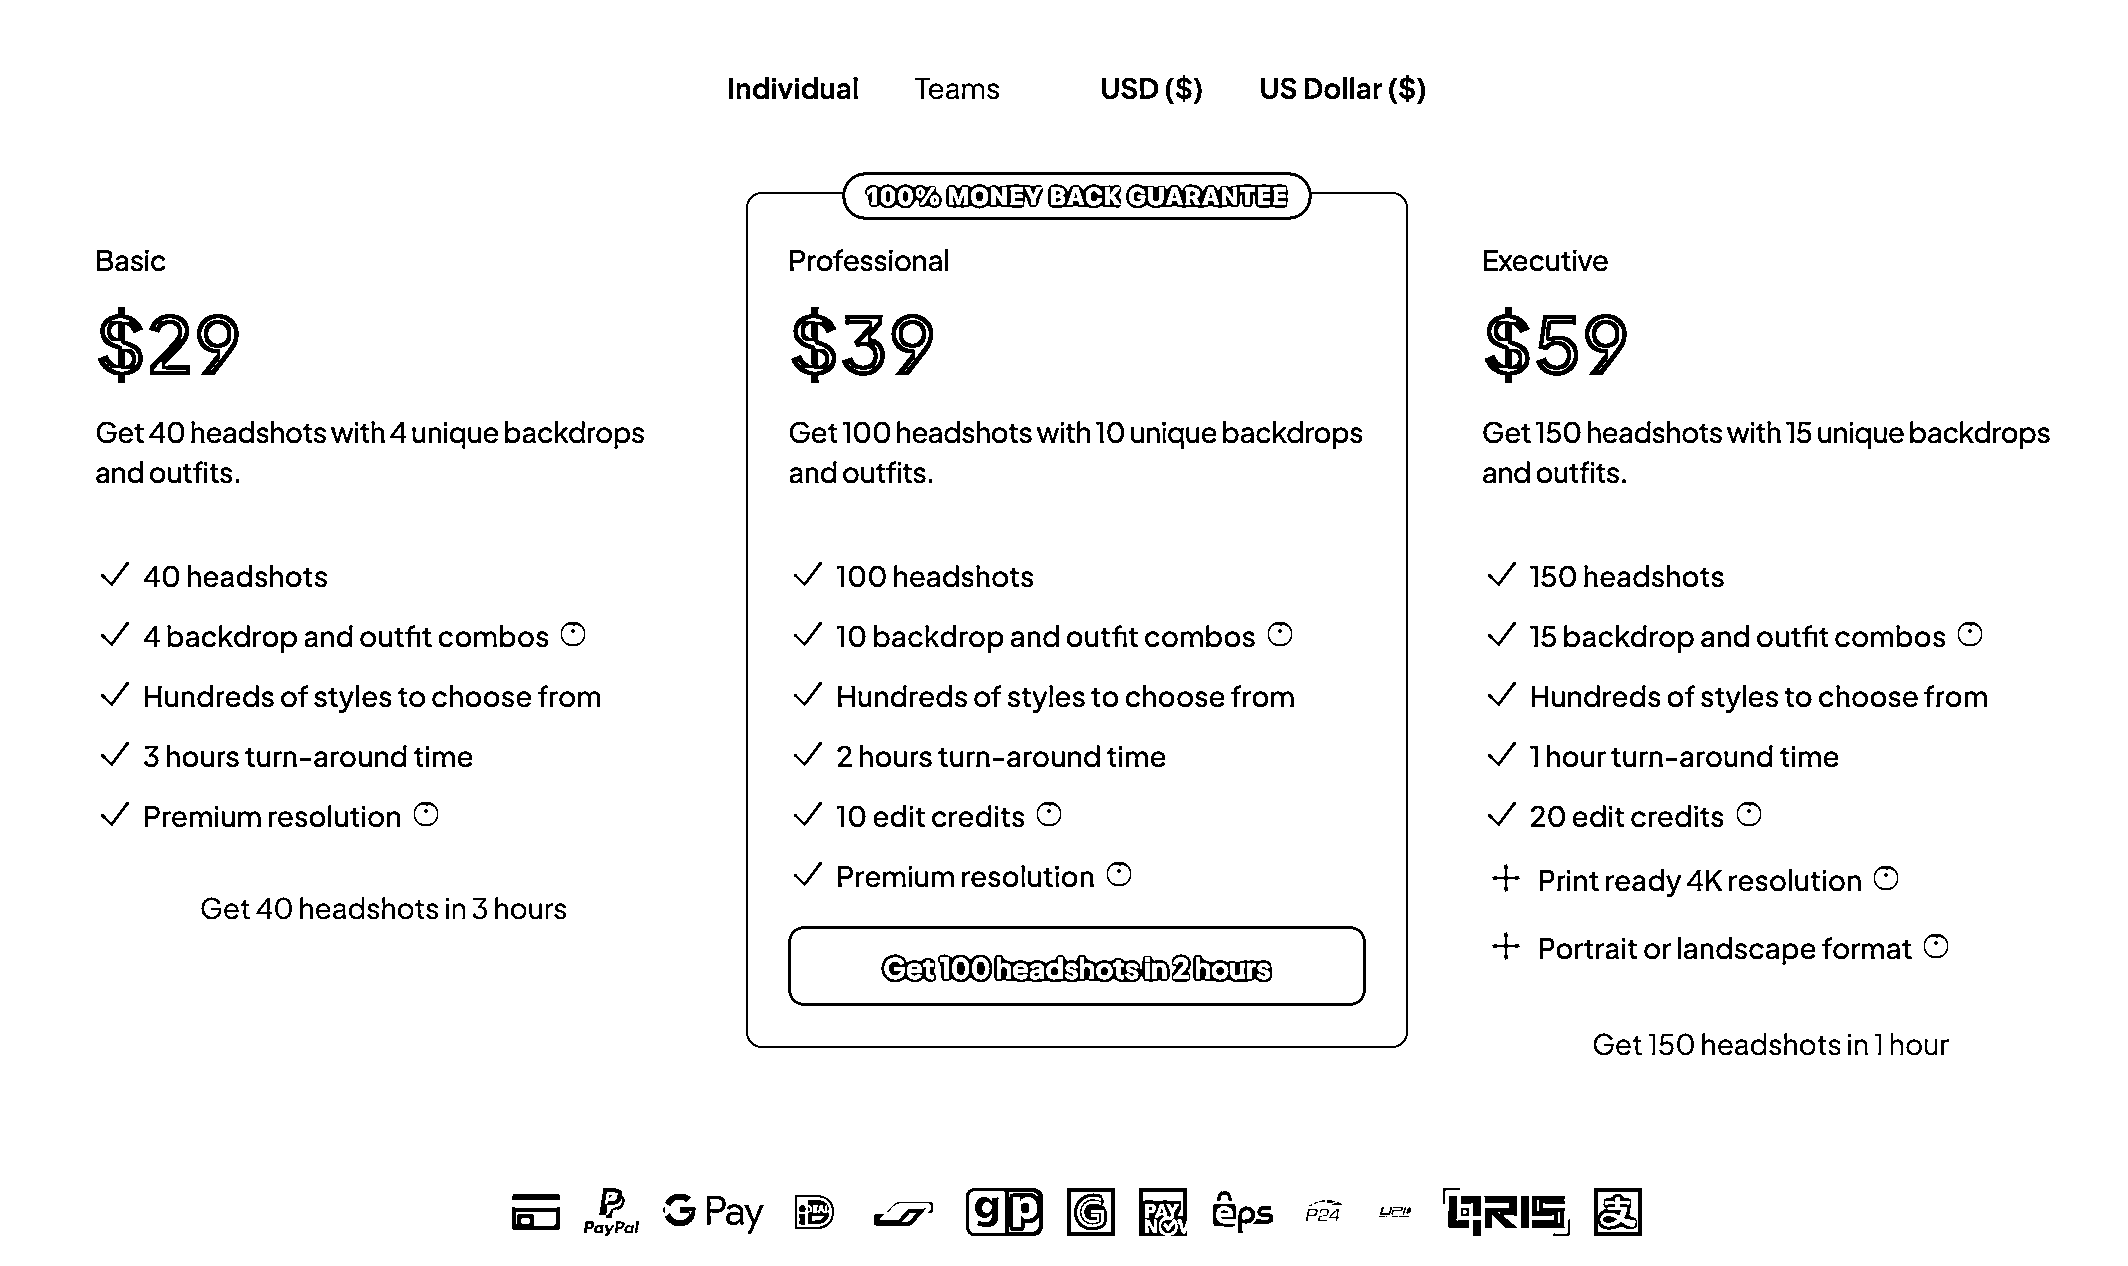 Individual Teams USD ($) US Dollar ($)
Basic
$29
Get 40 headshots with 4 unique backdrops
and outfits.
40 headshots
4 backdrop and outfit combos
Hundreds of styles to choose from
3 hours turn-around time
Premium resolution
Get 40 headshots in 3 hours
100% MONEY BACK GUARANTEE
Professional
$39
Get 100 headshots with 10 unique backdrops
and outfits.
100 headshots
10 backdrop and outfit combos
Hundreds of styles to choose from
2 hours turn-around time
10 edit credits
Premium resolution
Get 100 headshots in 2 hours
Executive
$59
Get 150 headshots with 15 unique backdrops
and outfits.
150 headshots
15 backdrop and outfit combos
Hundreds of styles to choose from
1 hour turn-around time
20 edit credits
Print ready 4K resolution
Portrait or landscape format
Get 150 headshots in 1 hour
PayPal G Pay iDEAL gp G PAY NOW eps P24 QRIS 支